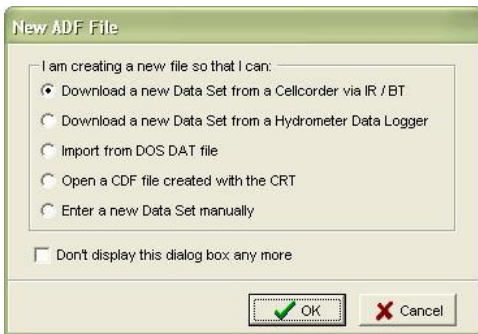 New ADF File
I am creating a new file so that I can:
Download a new Data Set from a Cellcorder via IR / BT
Download a new Data Set from a Hydrometer Data Logger
Import from DOS DAT file
Open a CDF file created with the CRT
Enter a new Data Set manually
Don't display this dialog box any more
OK
Cancel